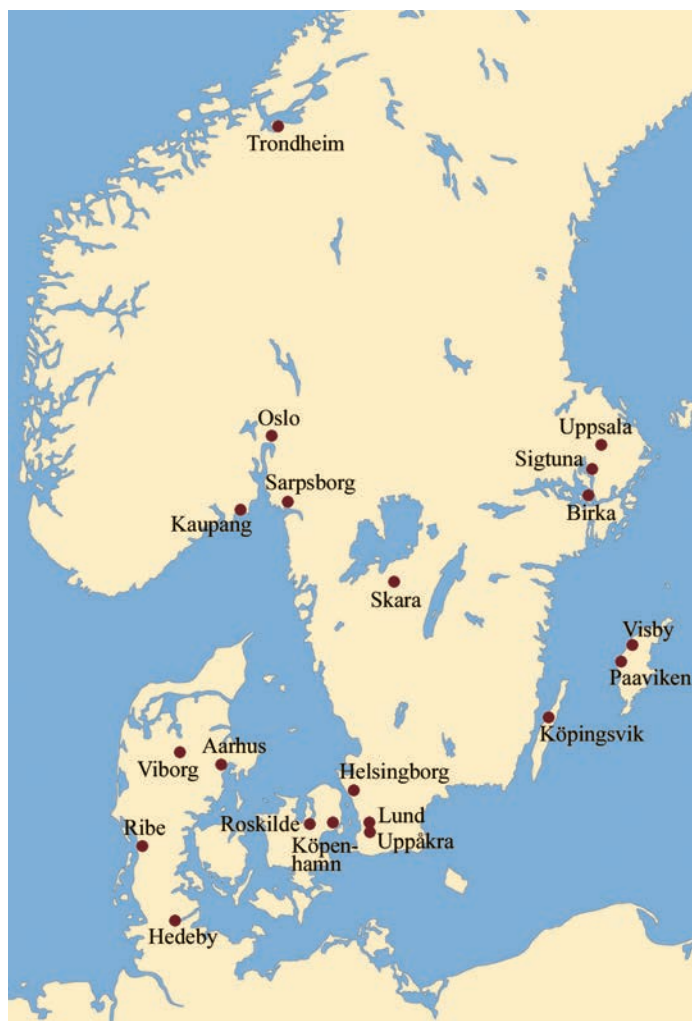 Trondheim
Oslo
Uppsala
Sigtuna
Sarpsborg
Kaupang
Birka
Skara
Visby
Paaviken
Köpingsvik
Aarhus
Viborg
Helsingborg
Ribe
Roskilde
Lund
Köpen-
hamn
Uppåkra
Hedeby